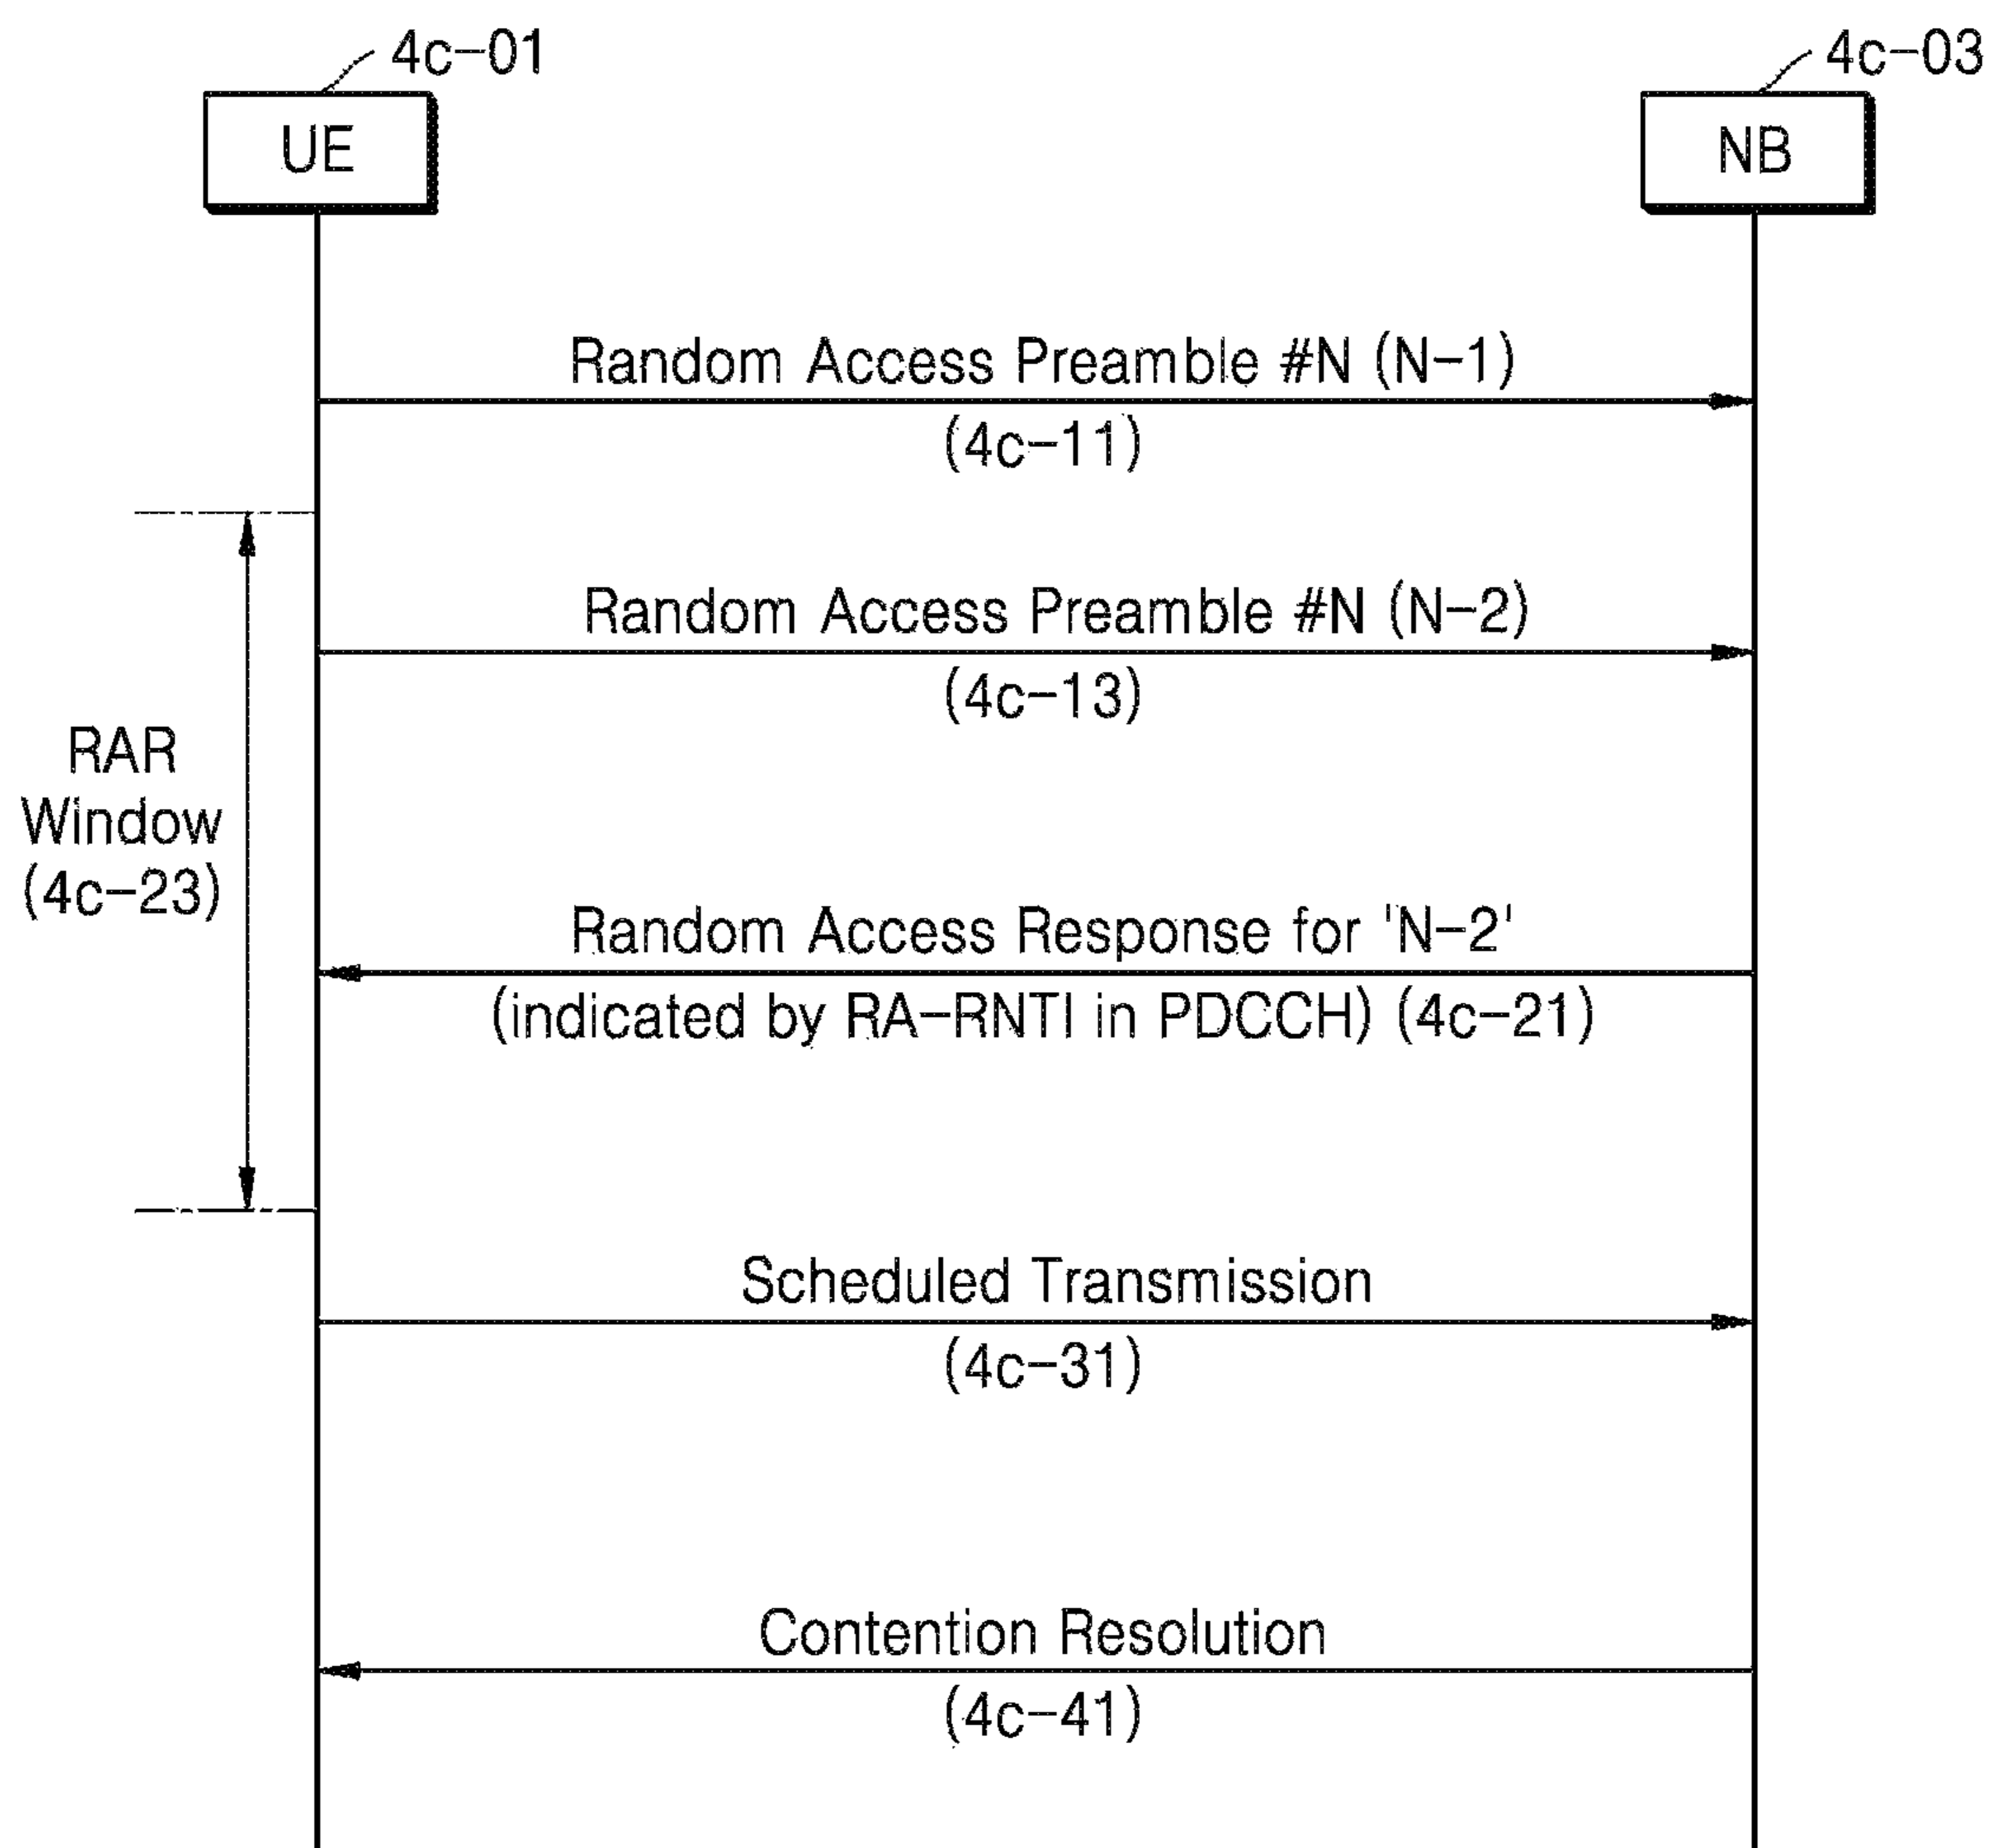 4c-01
4c-03
UE
NB
Random Access Preamble #N (N-1)
(4c-11)
Random Access Preamble #N (N-2)
(4c-13)
RAR
Window
(4c-23)
Random Access Response for 'N-2'
(indicated by RA-RNTI in PDCCH) (4c-21)
Scheduled Transmission
(4c-31)
Contention Resolution
(4c-41)